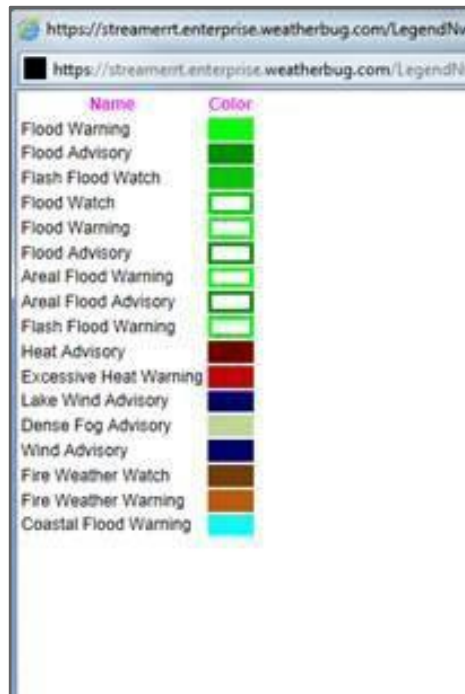 https://streamerrt.enterprise.weatherbug.com/LegendNw
https://streamerrt.enterprise.weatherbug.com/LegendN
Name Color
Flood Warning
Flood Advisory
Flash Flood Watch
Flood Watch
Flood Warning
Flood Advisory
Areal Flood Warning
Areal Flood Advisory
Flash Flood Warning
Heat Advisory
Excessive Heat Warning
Lake Wind Advisory
Dense Fog Advisory
Wind Advisory
Fire Weather Watch
Fire Weather Warning
Coastal Flood Warning